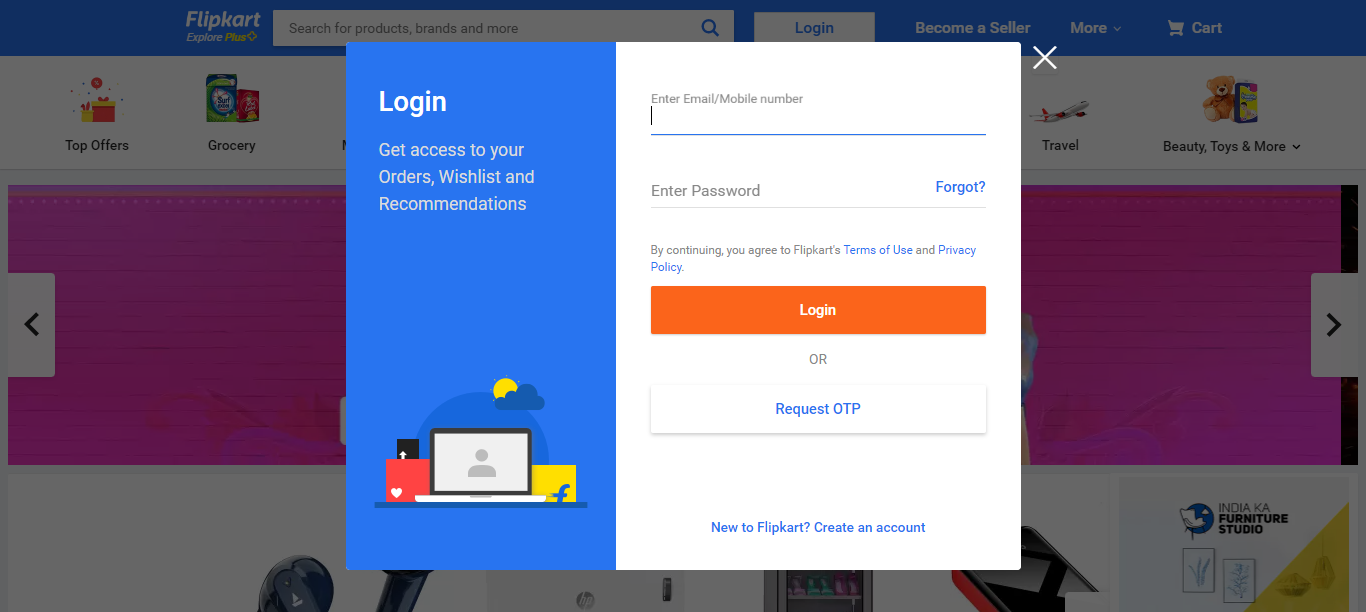 Flipkart
Explore Plus
Search for products, brands and more
Login
Become a Seller
More
Cart
Top Offers
Grocery
Travel
Beauty, Toys & More
Login
Get access to your
Orders, Wishlist and
Recommendations
Enter Email/Mobile number
Enter Password
Forgot?
By continuing, you agree to Flipkart's Terms of Use and Privacy
Policy.
Login
OR
Request OTP
New to Flipkart? Create an account
INDIA KA
FURNITURE
STUDIO
hp